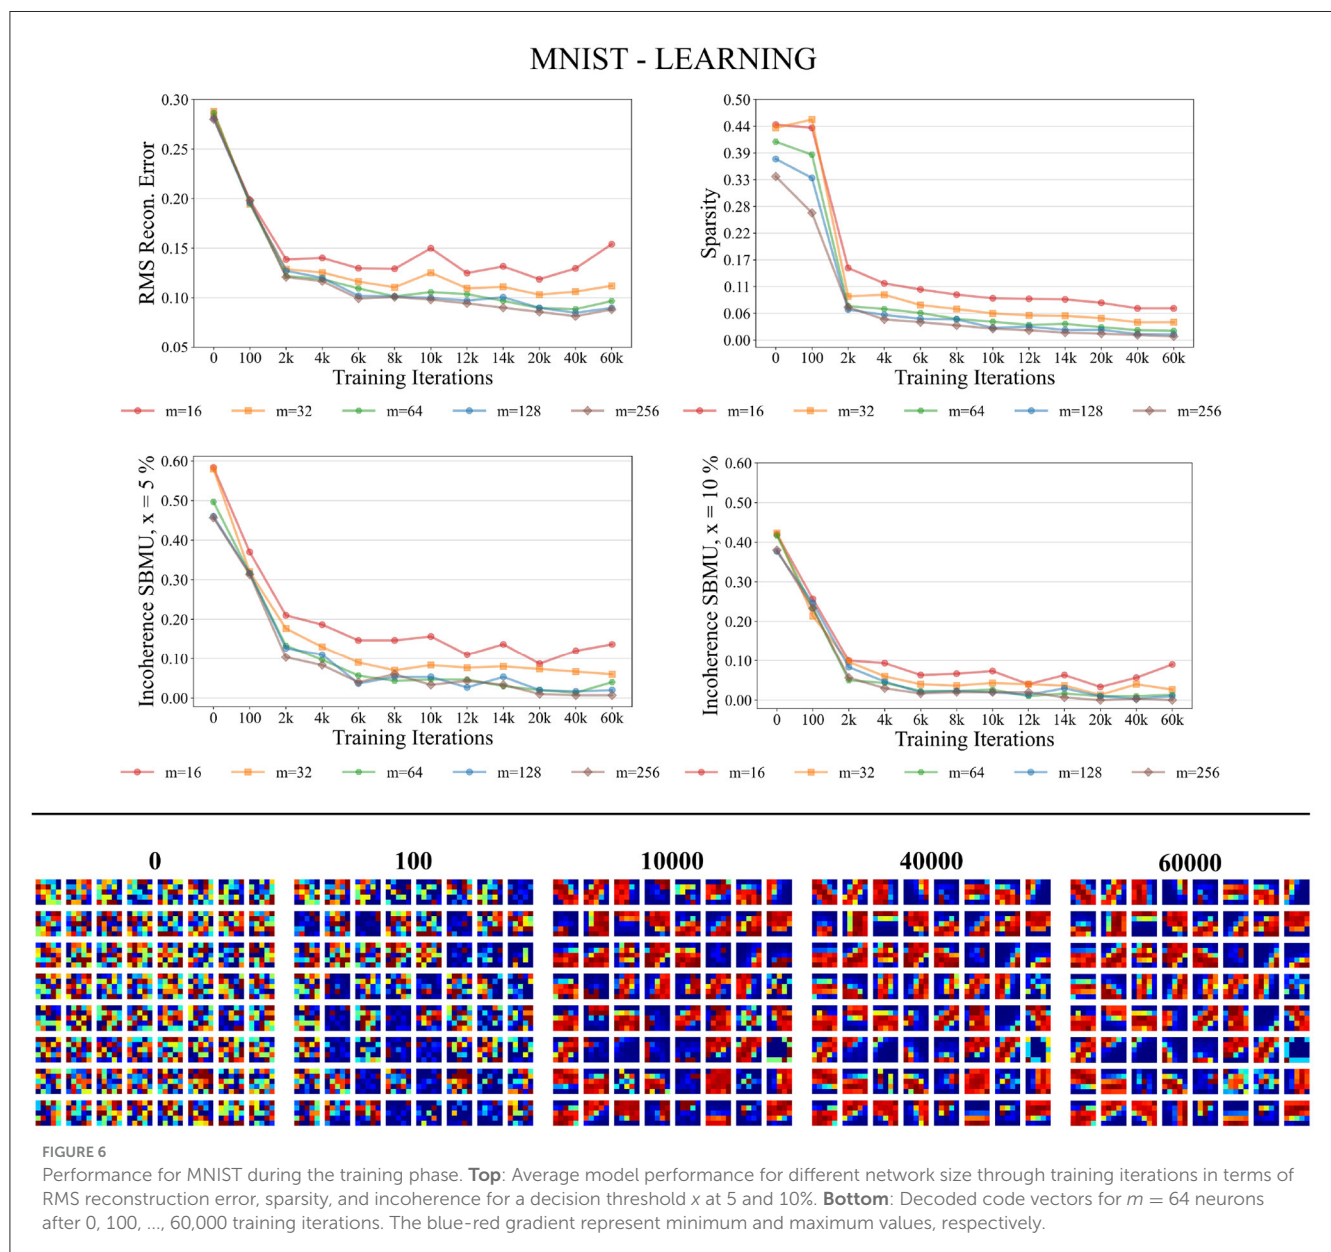 MNIST - LEARNING
RMS Recon. Error
0.30
0.25
0.20
0.15
0.10
0.05
0 100 2k 4k 6k 8k 10k 12k 14k 20k 40k 60k
Training Iterations
m=16 m=32 m=64 m=128 m=256
Sparsity
0.50
0.44
0.39
0.33
0.28
0.22
0.17
0.11
0.06
0.00
0 100 2k 4k 6k 8k 10k 12k 14k 20k 40k 60k
Training Iterations
m=16 m=32 m=64 m=128 m=256
Incoherence SBMU, x = 5 %
0.60
0.50
0.40
0.30
0.20
0.10
0.00
0 100 2k 4k 6k 8k 10k 12k 14k 20k 40k 60k
Training Iterations
m=16 m=32 m=64 m=128 m=256
Incoherence SBMU, x = 10 %
0.60
0.50
0.40
0.30
0.20
0.10
0.00
0 100 2k 4k 6k 8k 10k 12k 14k 20k 40k 60k
Training Iterations
m=16 m=32 m=64 m=128 m=256
0 100 10000 40000 60000
FIGURE 6
Performance for MNIST during the training phase. Top: Average model performance for different network size through training iterations in terms of
RMS reconstruction error, sparsity, and incoherence for a decision threshold x at 5 and 10%. Bottom: Decoded code vectors for m = 64 neurons
after 0, 100, ..., 60,000 training iterations. The blue-red gradient represent minimum and maximum values, respectively.